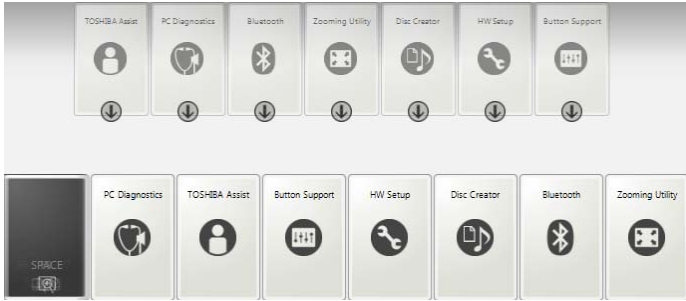 TOSHIBA Assist PC Diagnostics Bluetooth Zooming Utility Disc Creator HW Setup Button Support
PC Diagnostics TOSHIBA Assist Button Support HW Setup Disc Creator Bluetooth Zooming Utility
SPACE